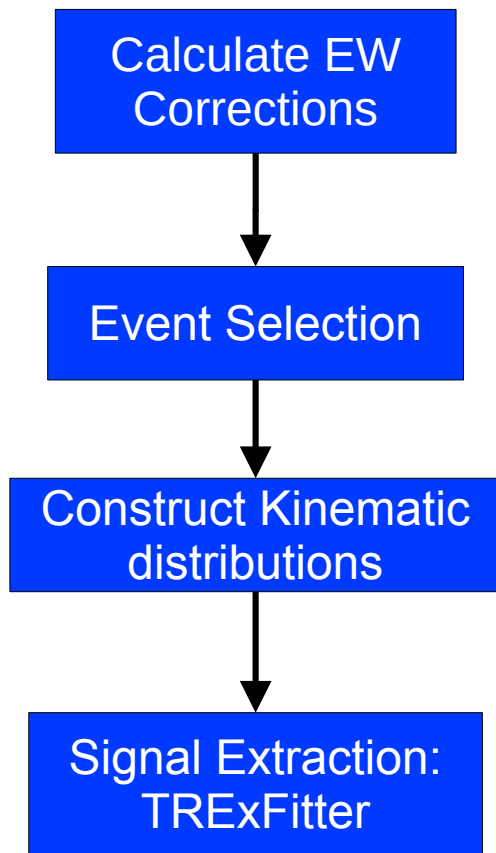 Calculate EW
Corrections
Event Selection
Construct Kinematic
distributions
Signal Extraction:
TRExFitter